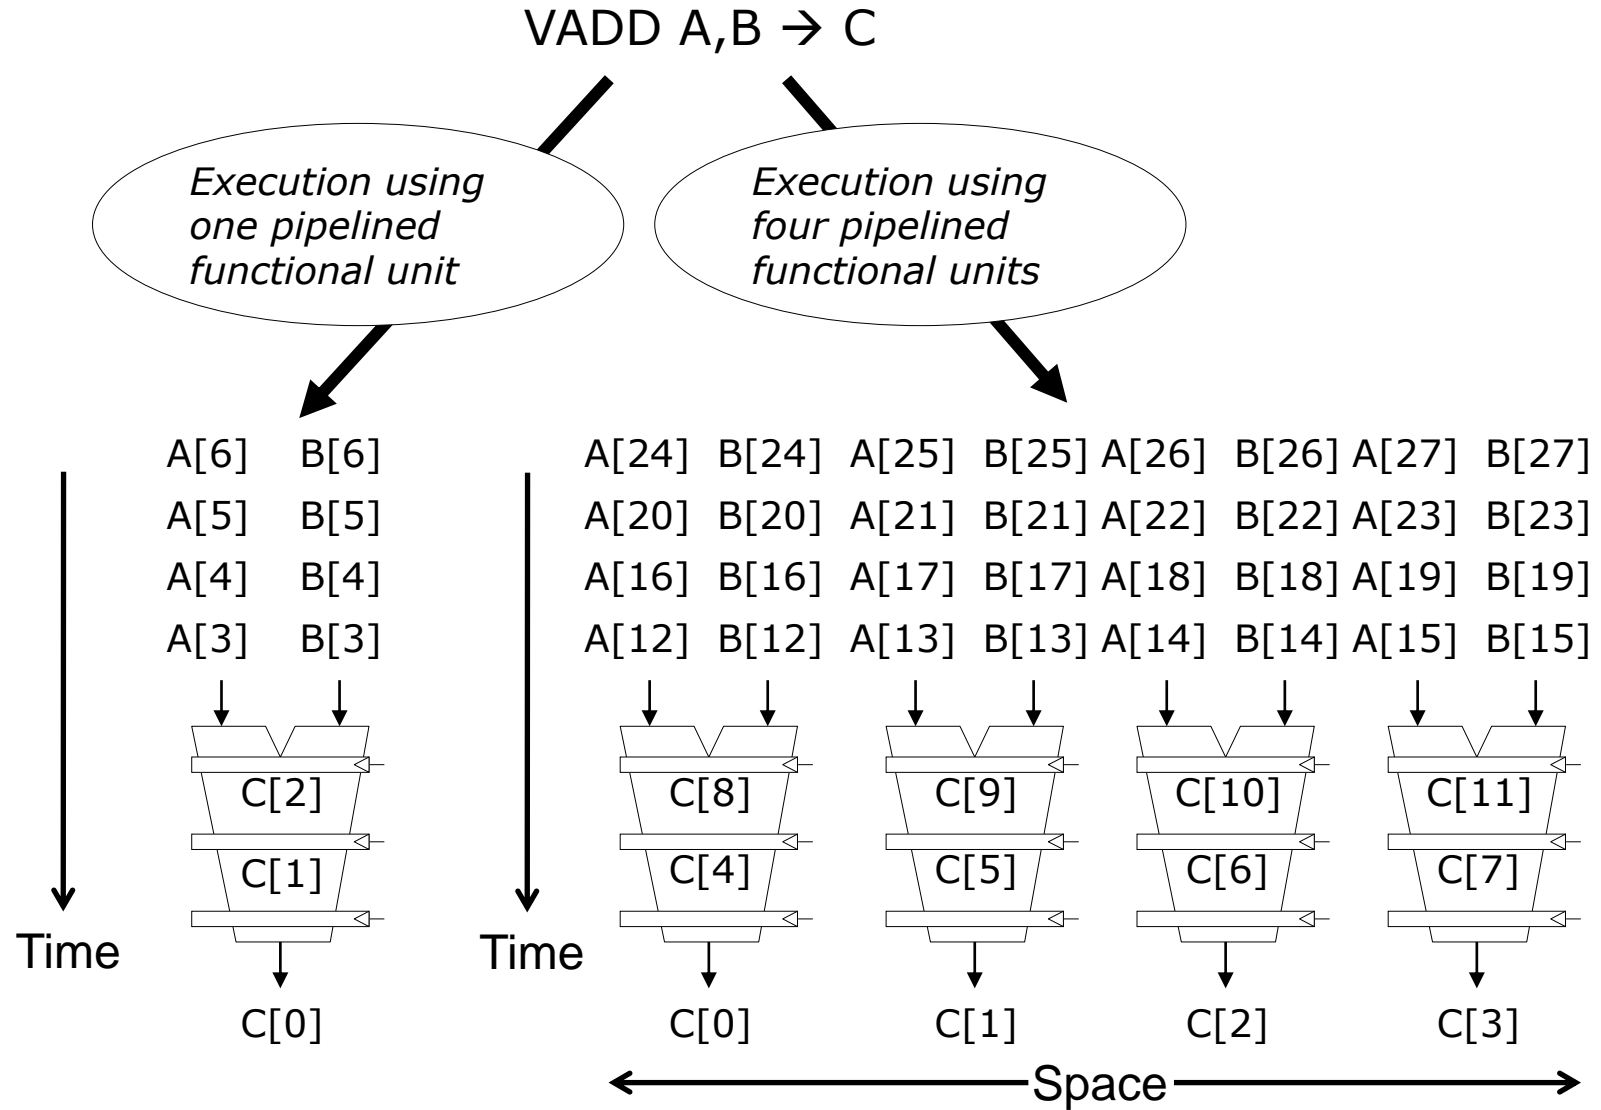 VADD A,B → C
Execution using
one pipelined
functional unit
Execution using
four pipelined
functional units
A[6] B[6]
A[5] B[5]
A[4] B[4]
A[3] B[3]
C[2]
C[1]
C[0]
Time
A[24] B[24] A[25] B[25] A[26] B[26] A[27] B[27]
A[20] B[20] A[21] B[21] A[22] B[22] A[23] B[23]
A[16] B[16] A[17] B[17] A[18] B[18] A[19] B[19]
A[12] B[12] A[13] B[13] A[14] B[14] A[15] B[15]
C[8] C[9] C[10] C[11]
C[4] C[5] C[6] C[7]
Time
C[0] C[1] C[2] C[3]
Space